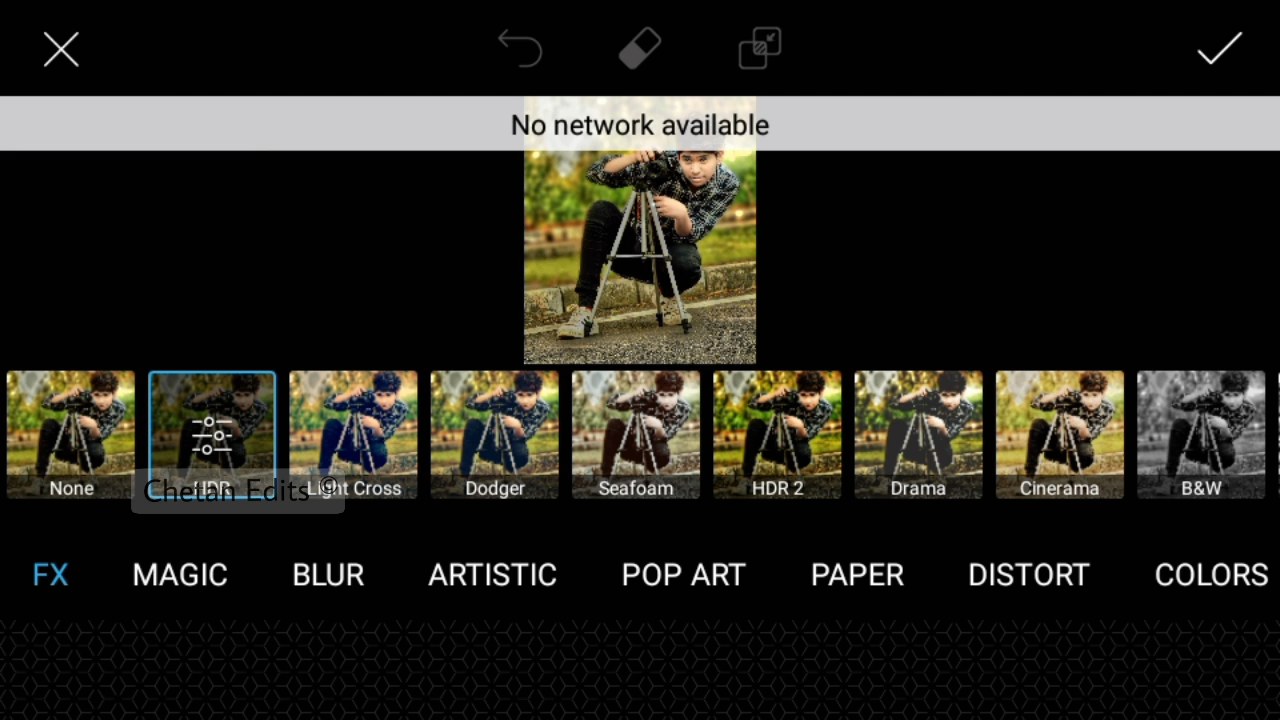 No network available
None HDR Light Cross Dodger Seafoam HDR 2 Drama Cinerama B&W
Chetan Edits ©
FX MAGIC BLUR ARTISTIC POP ART PAPER DISTORT COLORS